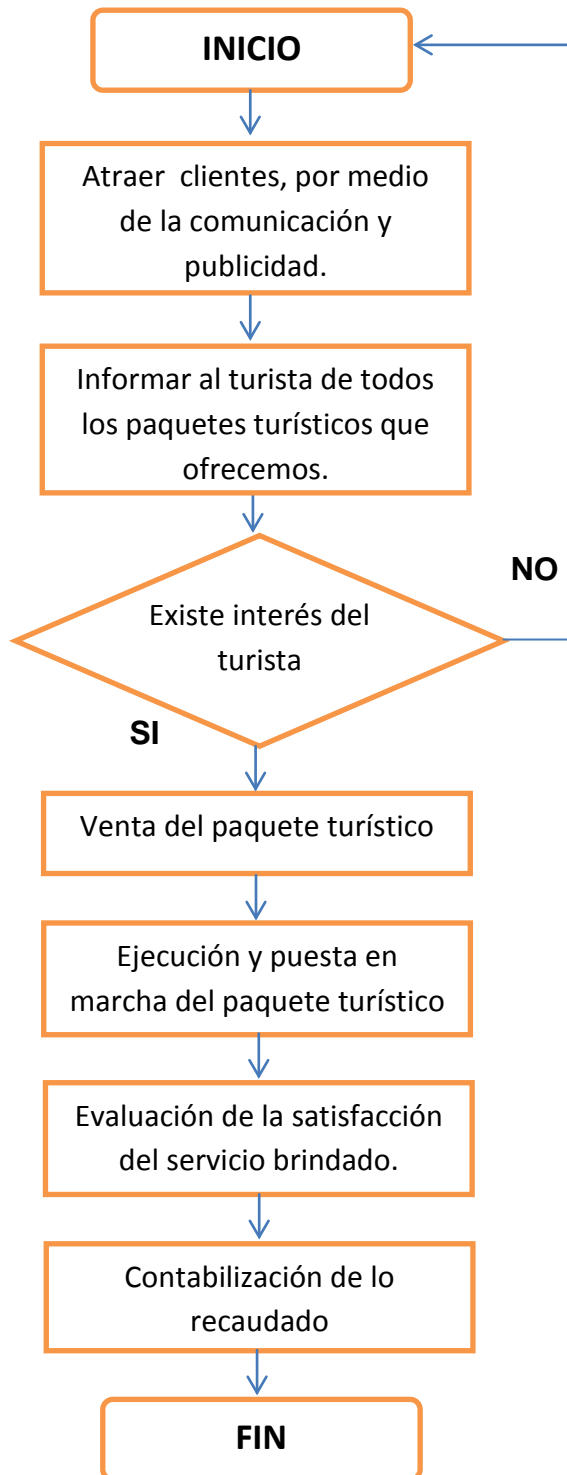 INICIO
Atraer clientes, por medio
de la comunicación y
publicidad.
Informar al turista de todos
los paquetes turísticos que
ofrecemos.
NO
Existe interés del
turista
SI
Venta del paquete turístico
Ejecución y puesta en
marcha del paquete turístico
Evaluación de la satisfacción
del servicio brindado.
Contabilización de lo
recaudado
FIN